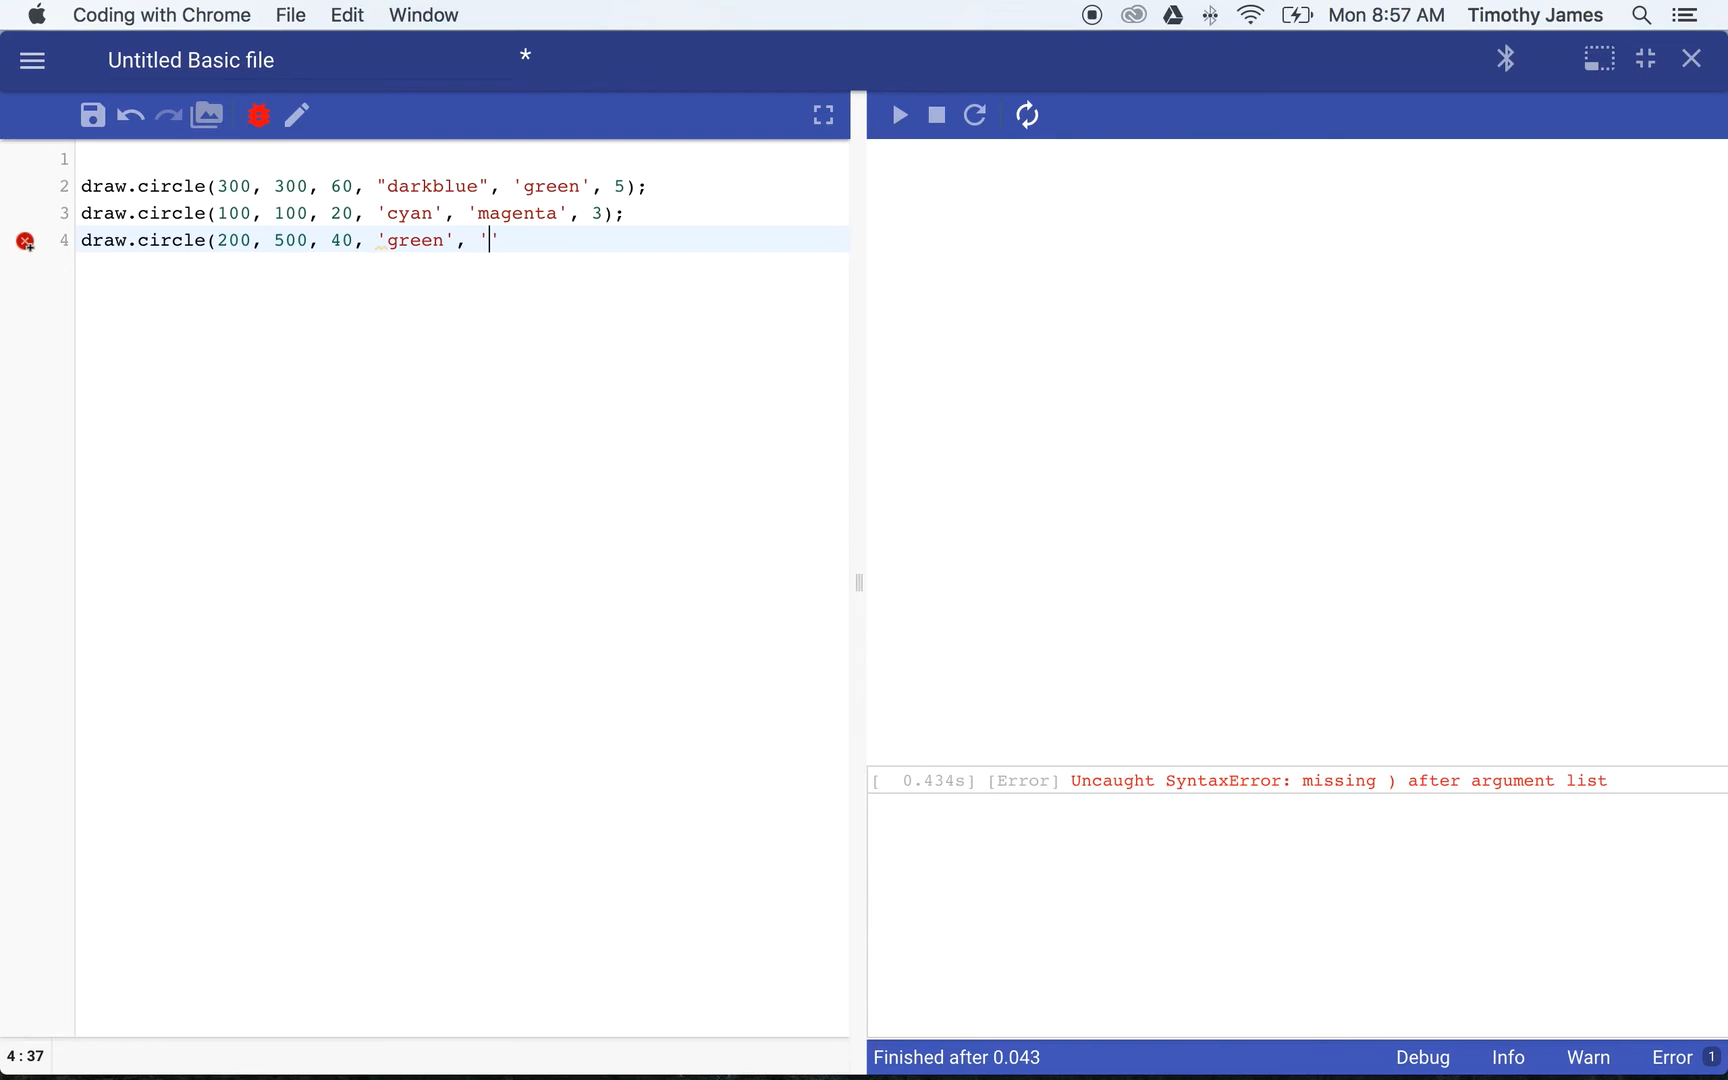 Coding with Chrome File Edit Window Mon 8:57 AM Timothy James
Untitled Basic file *
1
2 draw.circle(300, 300, 60, "darkblue", 'green', 5);
3 draw.circle(100, 100, 20, 'cyan', 'magenta', 3);
4 draw.circle(200, 500, 40, 'green', ''
[ 0.434s] [Error] Uncaught SyntaxError: missing ) after argument list
4 : 37
Finished after 0.043 Debug Info Warn Error 1